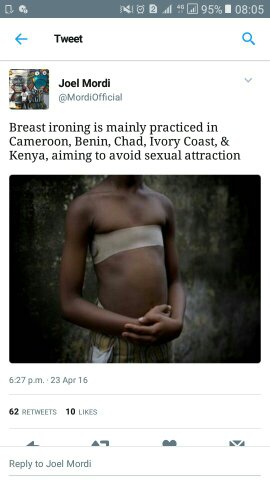 4G 95% 08:05
Tweet
Joel Mordi
@MordiOfficial
Breast ironing is mainly practiced in
Cameroon, Benin, Chad, Ivory Coast, &
Kenya, aiming to avoid sexual attraction
6:27 p.m. · 23 Apr 16
62 RETWEETS 10 LIKES
Reply to Joel Mordi